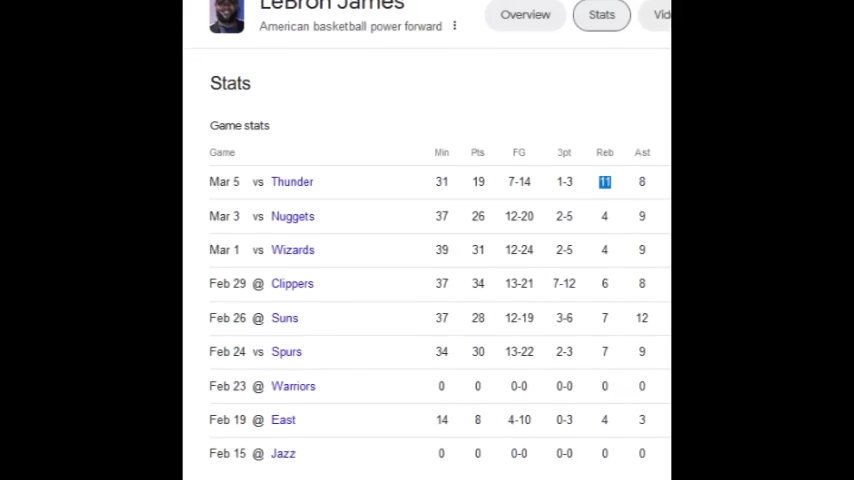 LeBron James
American basketball power forward
Overview Stats Vid
Stats
Game stats
Game Min Pts FG 3pt Reb Ast
Mar 5 vs Thunder 31 19 7-14 1-3 11 8
Mar 3 vs Nuggets 37 26 12-20 2-5 4 9
Mar 1 vs Wizards 39 31 12-24 2-5 4 9
Feb 29 @ Clippers 37 34 13-21 7-12 6 8
Feb 26 @ Suns 37 28 12-19 3-6 7 12
Feb 24 vs Spurs 34 30 13-22 2-3 7 9
Feb 23 @ Warriors 0 0 0-0 0-0 0 0
Feb 19 @ East 14 8 4-10 0-3 4 3
Feb 15 @ Jazz 0 0 0-0 0-0 0 0